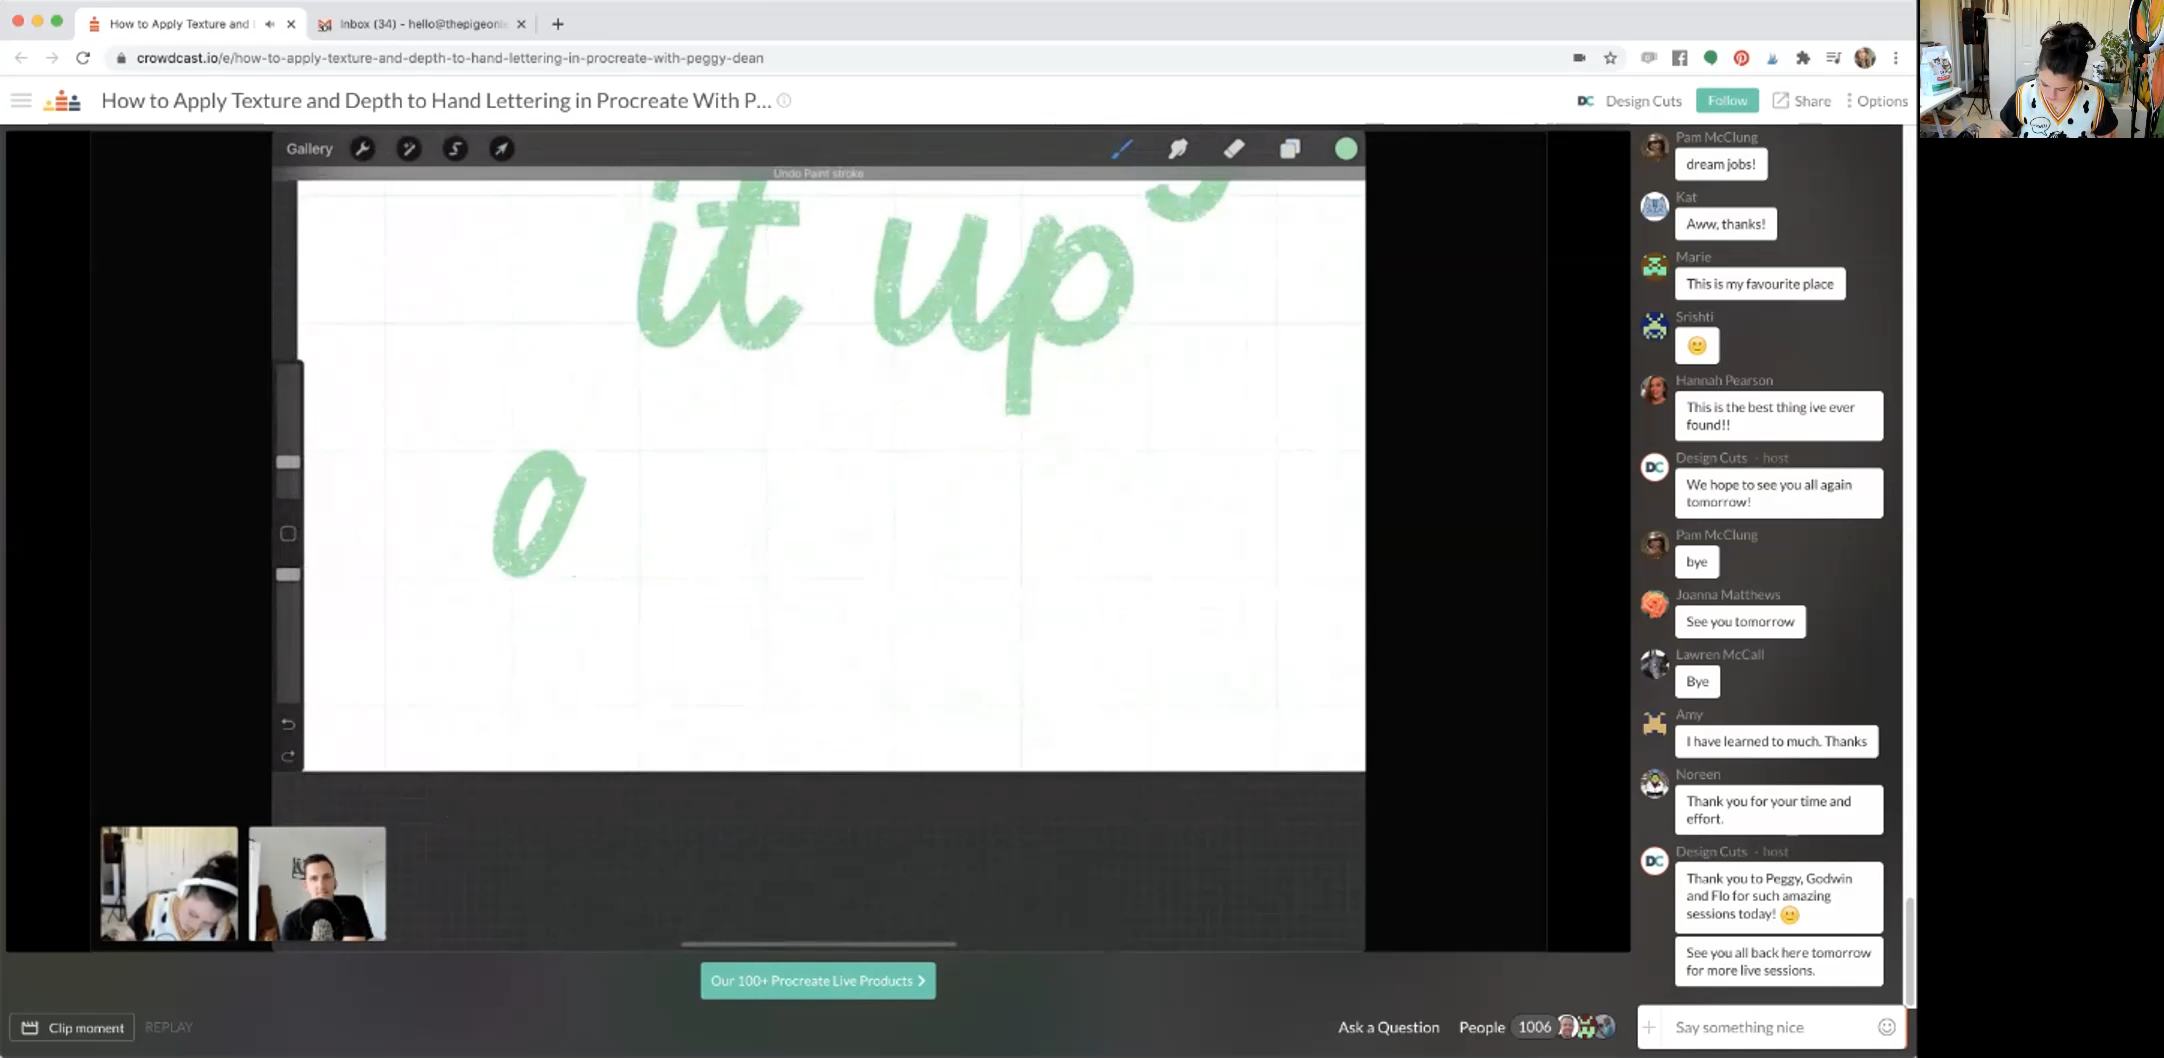 How to Apply Texture and
Inbox (34) - hello@thepigeonle
crowdcast.io/e/how-to-apply-texture-and-depth-to-hand-lettering-in-procreate-with-peggy-dean
How to Apply Texture and Depth to Hand Lettering in Procreate With P...
DC Design Cuts
Follow
Share
Options
Gallery
Undo Paint stroke
it up
o
Pam McClung
dream jobs!
Kat
Aww, thanks!
Marie
This is my favourite place
Srishti
Hannah Pearson
This is the best thing ive ever
found!!
DC
Design Cuts - host
We hope to see you all again
tomorrow!
Pam McClung
bye
Joanna Matthews
See you tomorrow
Lawren McCall
Bye
Amy
I have learned to much. Thanks
Noreen
Thank you for your time and
effort.
DC
Design Cuts - host
Thank you to Peggy, Godwin
and Flo for such amazing
sessions today! 🙂
See you all back here tomorrow
for more live sessions.
Our 100+ Procreate Live Products
Clip moment
REPLAY
Ask a Question
People 1006
Say something nice